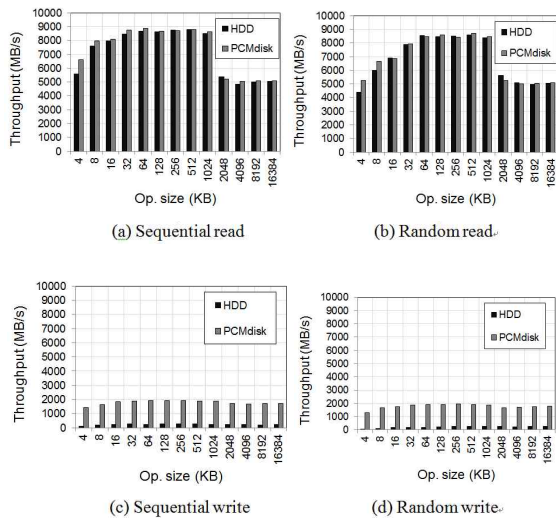 Throughput (MB/s)
10000
9000
8000
7000
6000
5000
4000
3000
2000
1000
0
HDD
PCMdisk
4 8 16 32 64 128 256 512 1024 2048 4096 8192 16384
Op. size (KB)
(a) Sequential read
Throughput (MB/s)
10000
9000
8000
7000
6000
5000
4000
3000
2000
1000
0
HDD
PCMdisk
4 8 16 32 64 128 256 512 1024 2048 4096 8192 16384
Op. size (KB)
(b) Random read
Throughput (MB/s)
10000
9000
8000
7000
6000
5000
4000
3000
2000
1000
0
HDD
PCMdisk
4 8 16 32 64 128 256 512 1024 2048 4096 8192 16384
Op. size (KB)
(c) Sequential write
Throughput (MB/s)
10000
9000
8000
7000
6000
5000
4000
3000
2000
1000
0
HDD
PCMdisk
4 8 16 32 64 128 256 512 1024 2048 4096 8192 16384
Op. size (KB)
(d) Random write